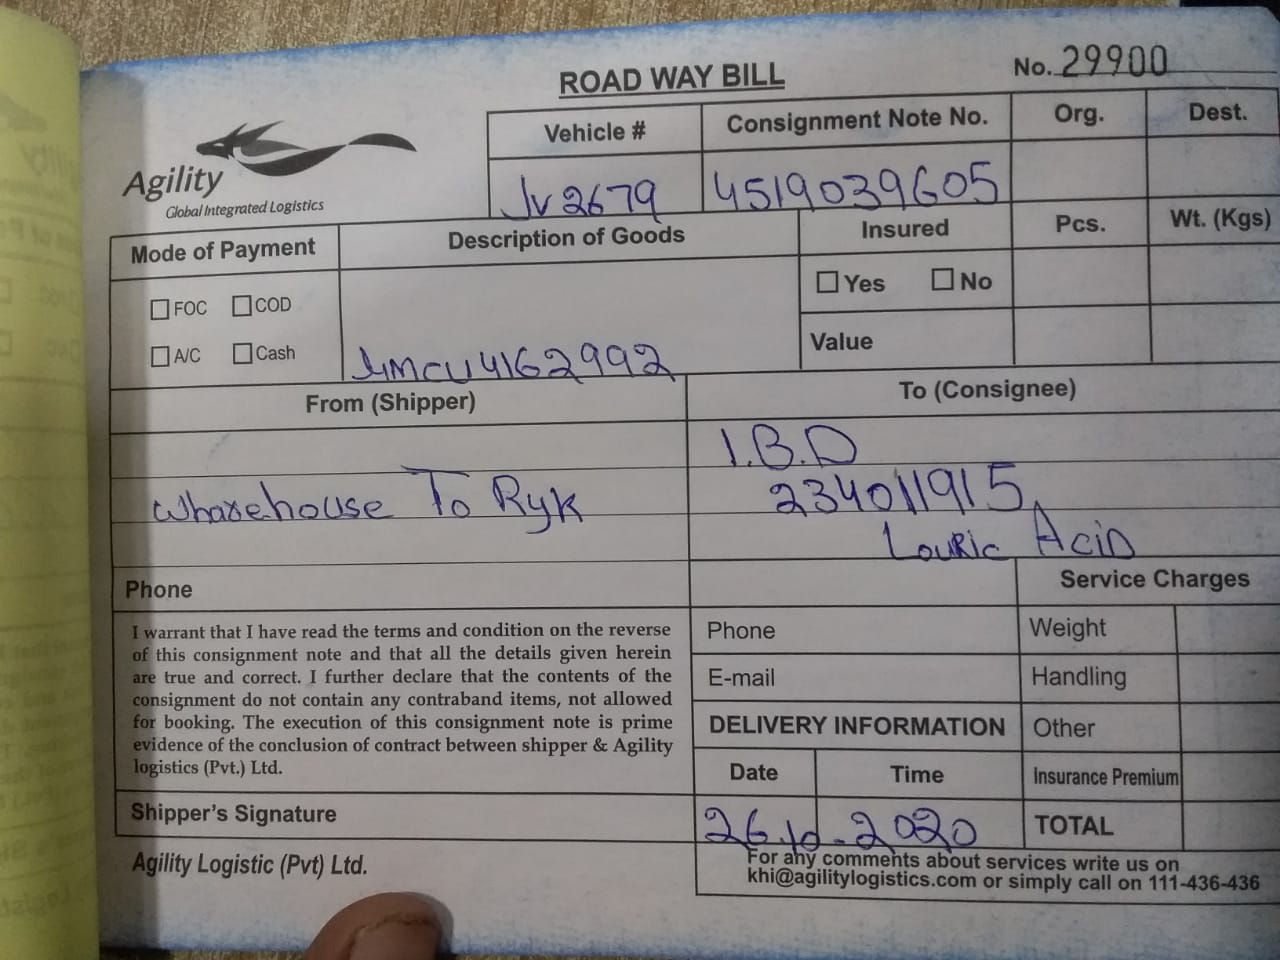 ROAD WAY BILL
No. 29900
Agility
Global Integrated Logistics
Vehicle #
Consignment Note No.
Org.
Dest.
Jv 2679
4519039605
Mode of Payment
Description of Goods
Insured
Pcs.
Wt. (Kgs)
FOC
COD
Yes
No
A/C
Cash
Value
HMCU4162992
From (Shipper)
To (Consignee)
I.B.D
Wharehouse To Ryk
234011915
Louric Acid
Phone
Service Charges
I warrant that I have read the terms and condition on the reverse
of this consignment note and that all the details given herein
are true and correct. I further declare that the contents of the
consignment do not contain any contraband items, not allowed
for booking. The execution of this consignment note is prime
evidence of the conclusion of contract between shipper & Agility
logistics (Pvt.) Ltd.
Phone
Weight
E-mail
Handling
DELIVERY INFORMATION
Other
Date
Time
Insurance Premium
Shipper's Signature
26.10.2020
TOTAL
Agility Logistic (Pvt) Ltd.
For any comments about services write us on
khi@agilitylogistics.com or simply call on 111-436-436